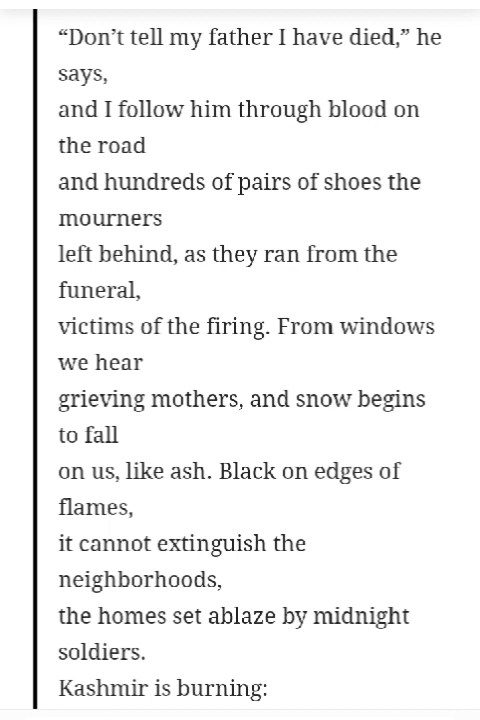 “Don’t tell my father I have died,” he
says,
and I follow him through blood on
the road
and hundreds of pairs of shoes the
mourners
left behind, as they ran from the
funeral,
victims of the firing. From windows
we hear
grieving mothers, and snow begins
to fall
on us, like ash. Black on edges of
flames,
it cannot extinguish the
neighborhoods,
the homes set ablaze by midnight
soldiers.
Kashmir is burning: